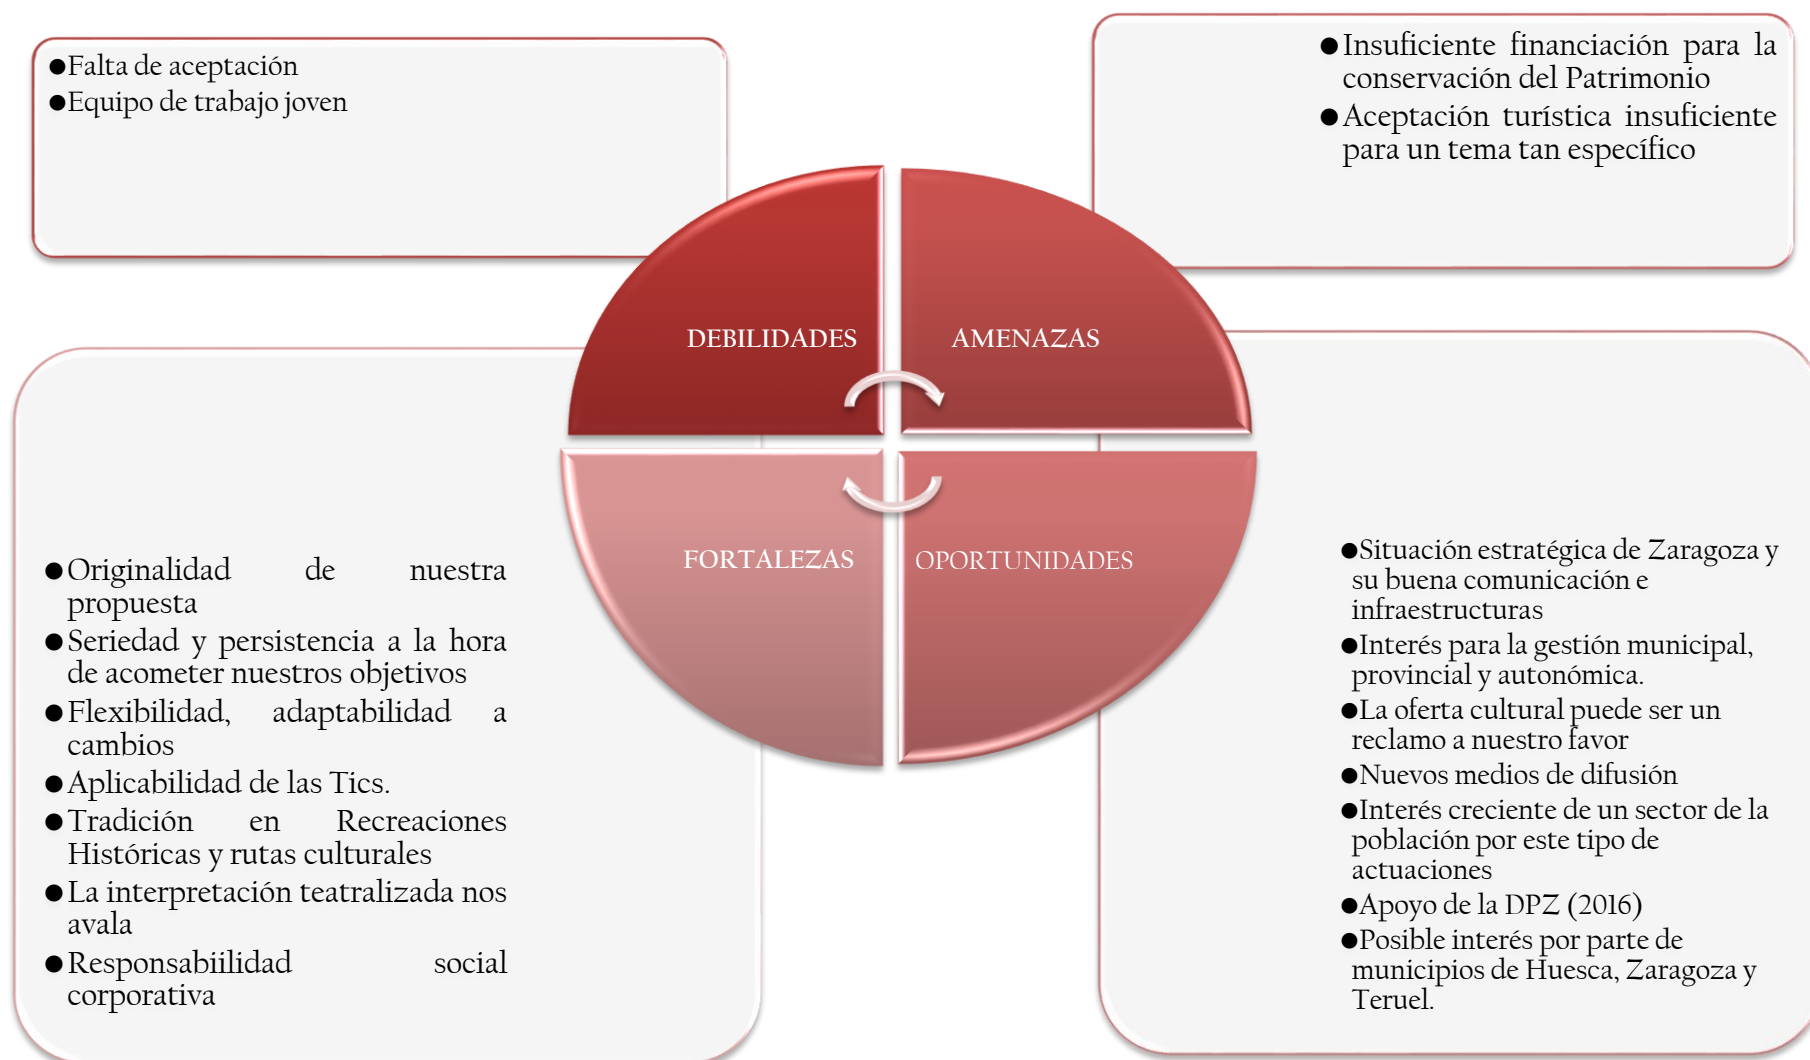 ●Falta de aceptación
●Equipo de trabajo joven
●Insuficiente financiación para la
conservación del Patrimonio
●Aceptación turística insuficiente
para un tema tan específico
DEBILIDADES
AMENAZAS
FORTALEZAS
OPORTUNIDADES
●Originalidad de nuestra
propuesta
●Seriedad y persistencia a la hora
de acometer nuestros objetivos
●Flexibilidad, adaptabilidad a
cambios
●Aplicabilidad de las Tics.
●Tradición en Recreaciones
Históricas y rutas culturales
●La interpretación teatralizada nos
avala
●Responsabiilidad social
corporativa
●Situación estratégica de Zaragoza y
su buena comunicación e
infraestructuras
●Interés para la gestión municipal,
provincial y autonómica.
●La oferta cultural puede ser un
reclamo a nuestro favor
●Nuevos medios de difusión
●Interés creciente de un sector de la
población por este tipo de
actuaciones
●Apoyo de la DPZ (2016)
●Posible interés por parte de
municipios de Huesca, Zaragoza y
Teruel.